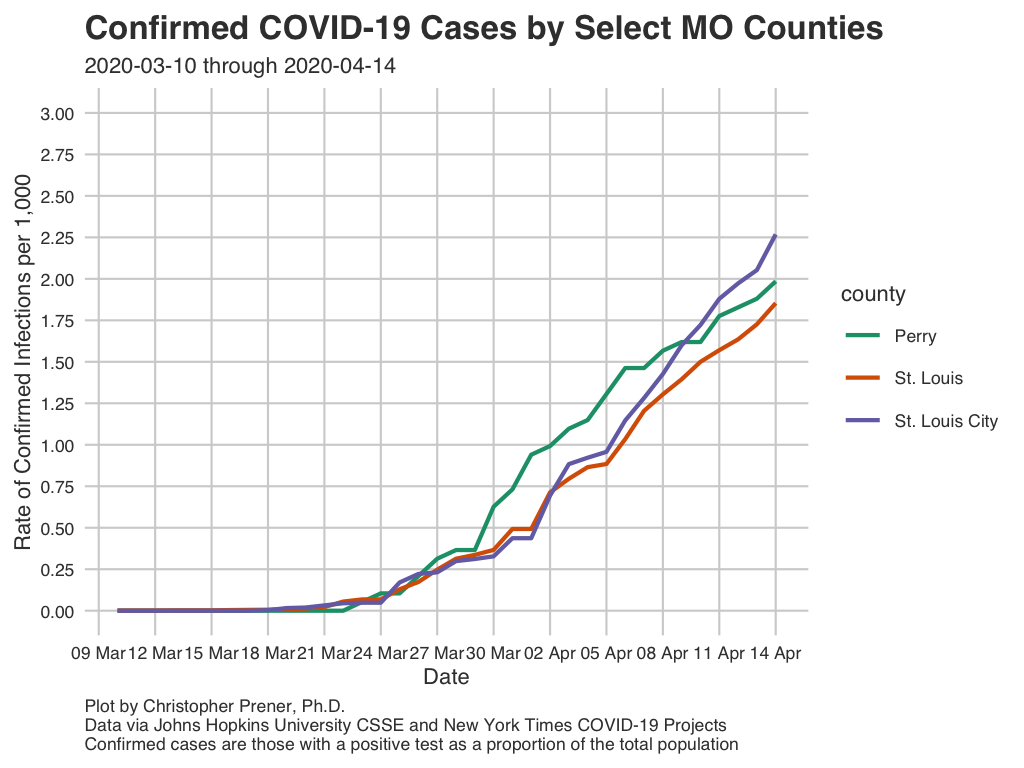 Confirmed COVID-19 Cases by Select MO Counties
2020-03-10 through 2020-04-14
Rate of Confirmed Infections per 1,000
3.00
2.75
2.50
2.25
2.00
1.75
1.50
1.25
1.00
0.75
0.50
0.25
0.00
09 Mar 12 Mar 15 Mar 18 Mar 21 Mar 24 Mar 27 Mar 30 Mar 02 Apr 05 Apr 08 Apr 11 Apr 14 Apr
Date
county
Perry
St. Louis
St. Louis City
Plot by Christopher Prener, Ph.D.
Data via Johns Hopkins University CSSE and New York Times COVID-19 Projects
Confirmed cases are those with a positive test as a proportion of the total population